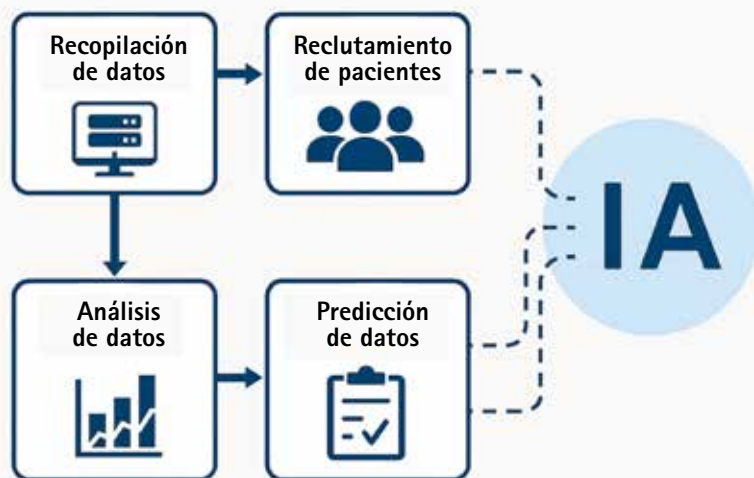 Recopilación
de datos
Reclutamiento
de pacientes
IA
Análisis
de datos
Predicción
de datos